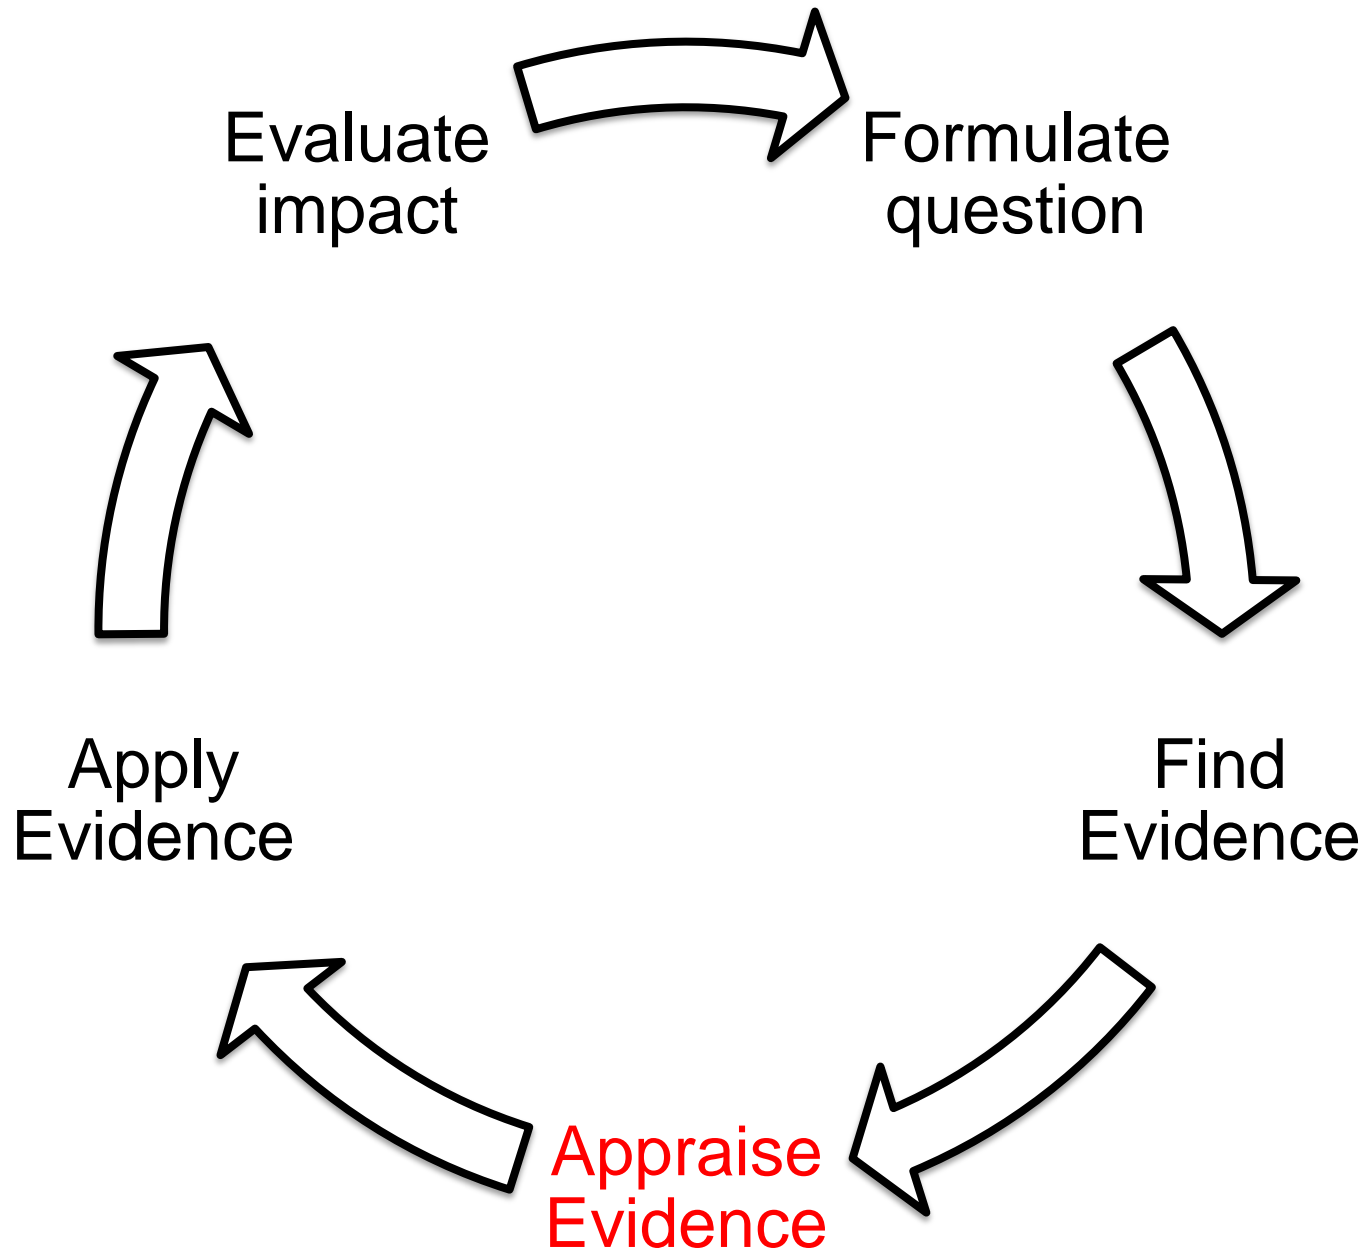 Evaluate
impact
Formulate
question
Find
Evidence
Appraise
Evidence
Apply
Evidence